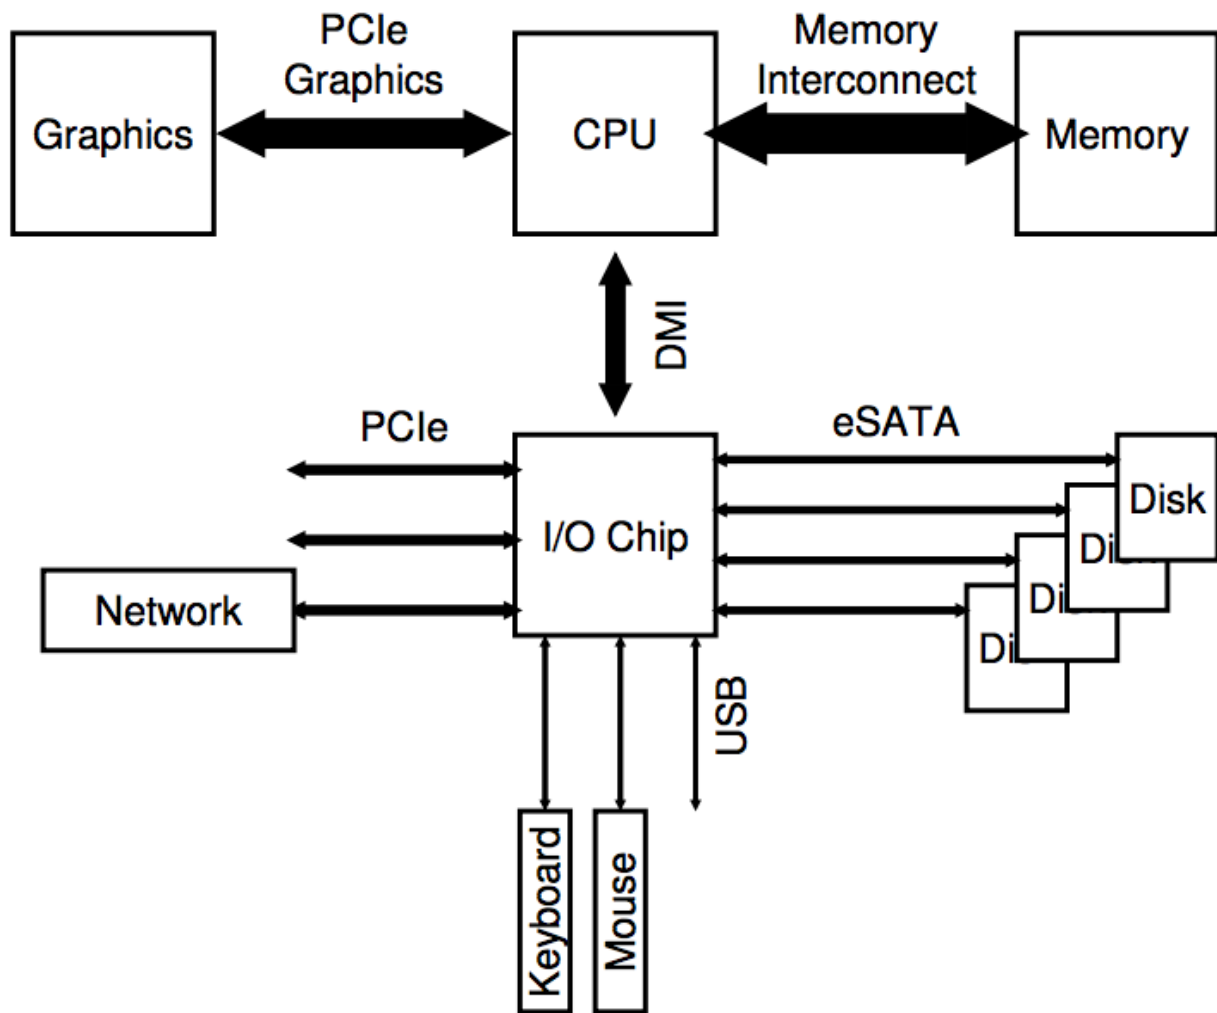 PCIe
Graphics
Memory
Interconnect
Graphics
CPU
Memory
DMI
PCIe
eSATA
I/O Chip
Disk
Network
USB
Keyboard
Mouse